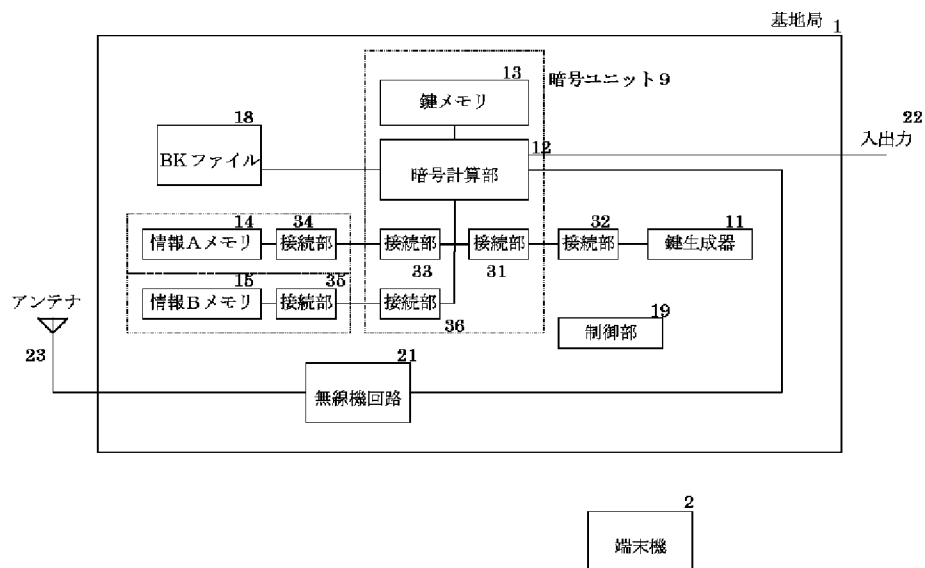 基地局 1
13
暗号ユニット9
鍵メモリ
22
入出力
18
BKファイル
12
暗号計算部
14
34
32
11
情報Aメモリ
接続部
接続部
接続部
接続部
鍵生成器
33
31
15
35
情報Bメモリ
接続部
接続部
36
アンテナ
19
制御部
23
21
無線機回路
2
端末機